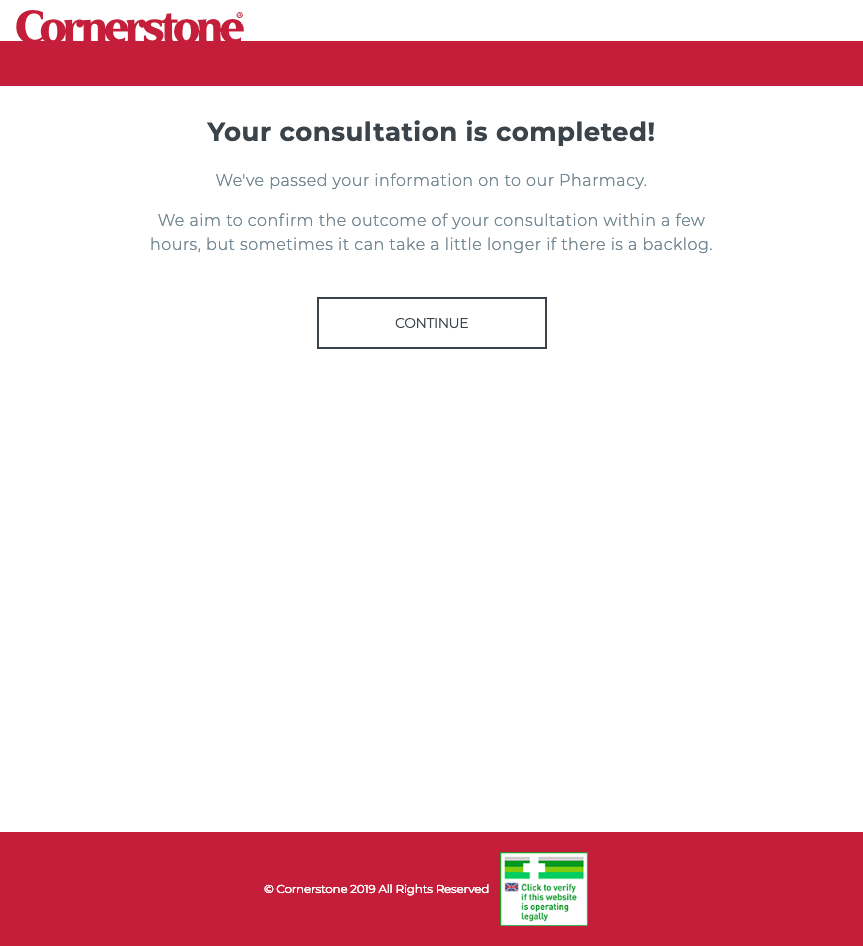 Cornerstone®
Your consultation is completed!
We've passed your information on to our Pharmacy.
We aim to confirm the outcome of your consultation within a few
hours, but sometimes it can take a little longer if there is a backlog.
CONTINUE
© Cornerstone 2019 All Rights Reserved
Click to verify
if this website
is operating
legally